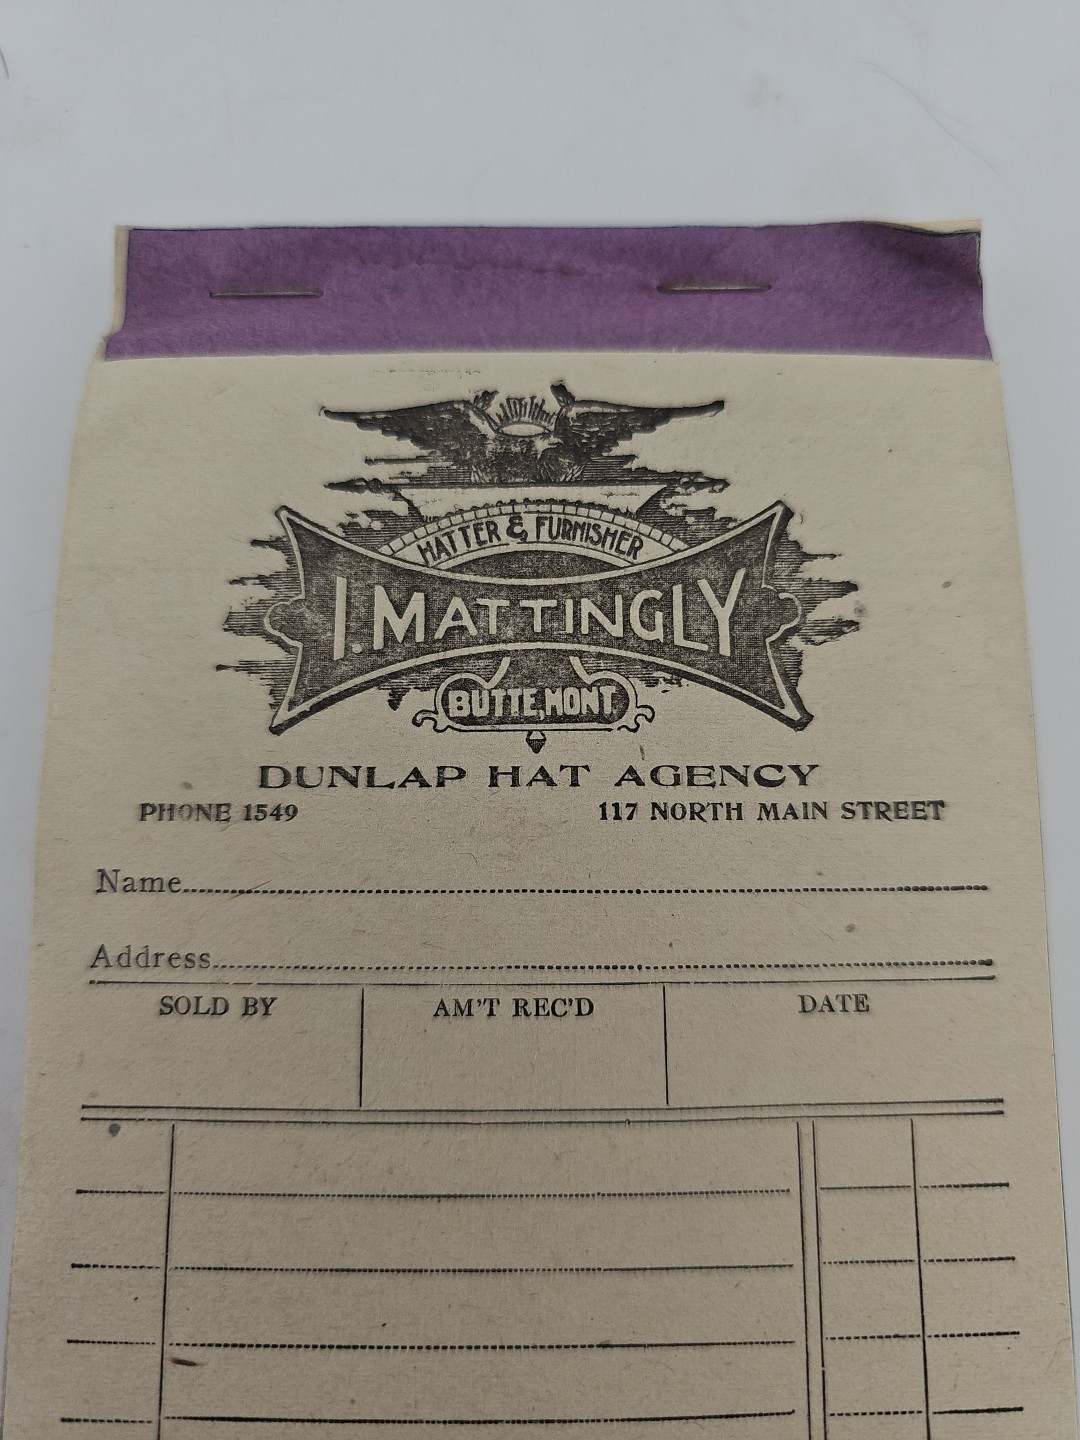 HATTER & FURNISHER
I. MATTINGLY
BUTTE, MONT.
DUNLAP HAT AGENCY
PHONE 1549 117 NORTH MAIN STREET
Name
Address
SOLD BY AM'T REC'D DATE